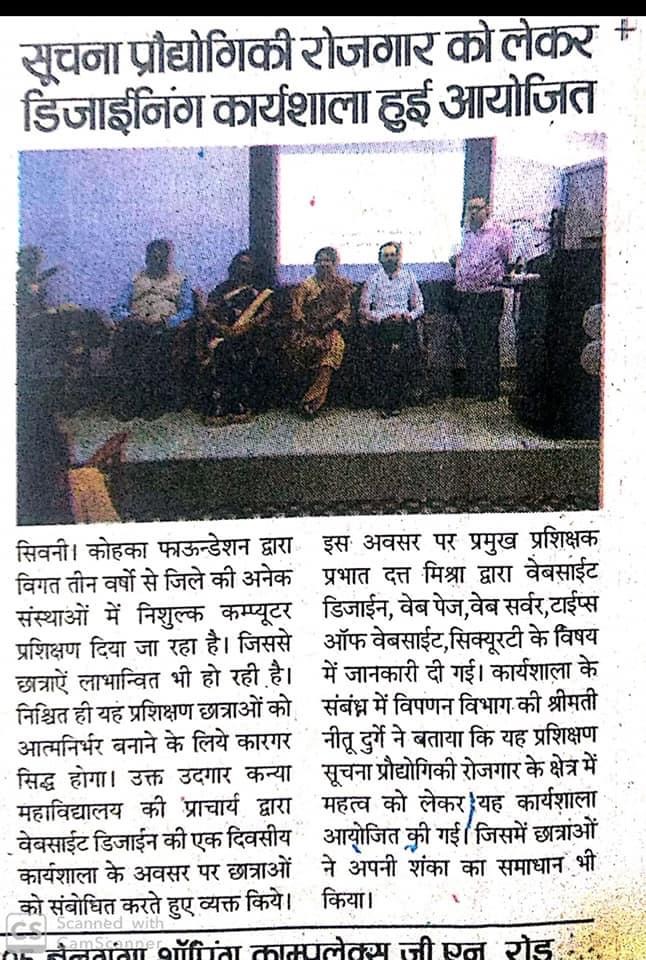 सूचना प्रौद्योगिकी रोजगार को लेकर
डिजाईनिंग कार्यशाला हुई आयोजित
सिवनी। कोहका फाऊन्डेशन द्वारा
विगत तीन वर्षो से जिले की अनेक
संस्थाओं में निशुल्क कम्प्यूटर
प्रशिक्षण दिया जा रहा है। जिससे
छात्राऐं लाभान्वित भी हो रही है।
निश्चित ही यह प्रशिक्षण छात्राओं को
आत्मनिर्भर बनाने के लिये कारगर
सिद्ध होगा। उक्त उदगार कन्या
महाविद्यालय की प्राचार्य द्वारा
वेबसाईट डिजाईन की एक दिवसीय
कार्यशाला के अवसर पर छात्राओं
को संबोधित करते हुए व्यक्त किये।
इस अवसर पर प्रमुख प्रशिक्षक
प्रभात दत्त मिश्रा द्वारा वेबसाईट
डिजाईन, वेब पेज,वेब सर्वर,टाईप्स
ऑफ वेबसाईट,सिक्यूरटी के विषय
में जानकारी दी गई। कार्यशाला के
संबंध में विपणन विभाग की श्रीमती
नीतू दुर्गे ने बताया कि यह प्रशिक्षण
सूचना प्रौद्योगिकी रोजगार के क्षेत्र में
महत्व को लेकर यह कार्यशाला
आयोजित की गई। जिसमें छात्राओं
ने अपनी शंका का समाधान भी
किया।
CS Scanned with
CamScanner
शॉपिंग काम्पलेक्स जी एन रोड